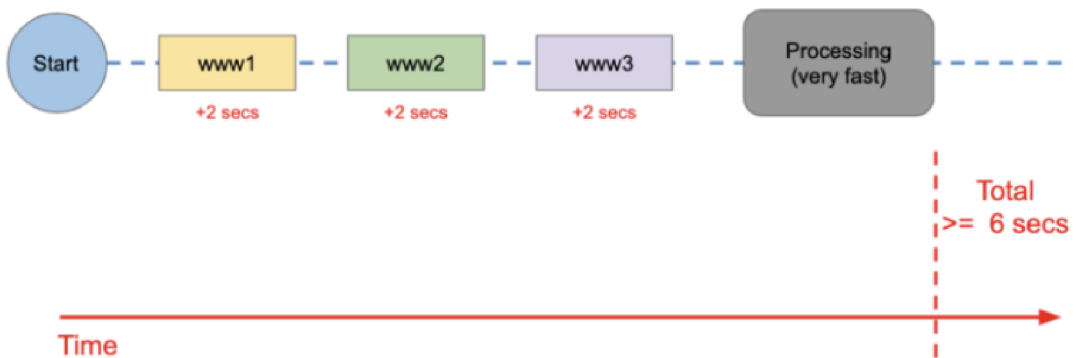 Start
www1
www2
www3
Processing
(very fast)
+2 secs
+2 secs
+2 secs
Total
>= 6 secs
Time